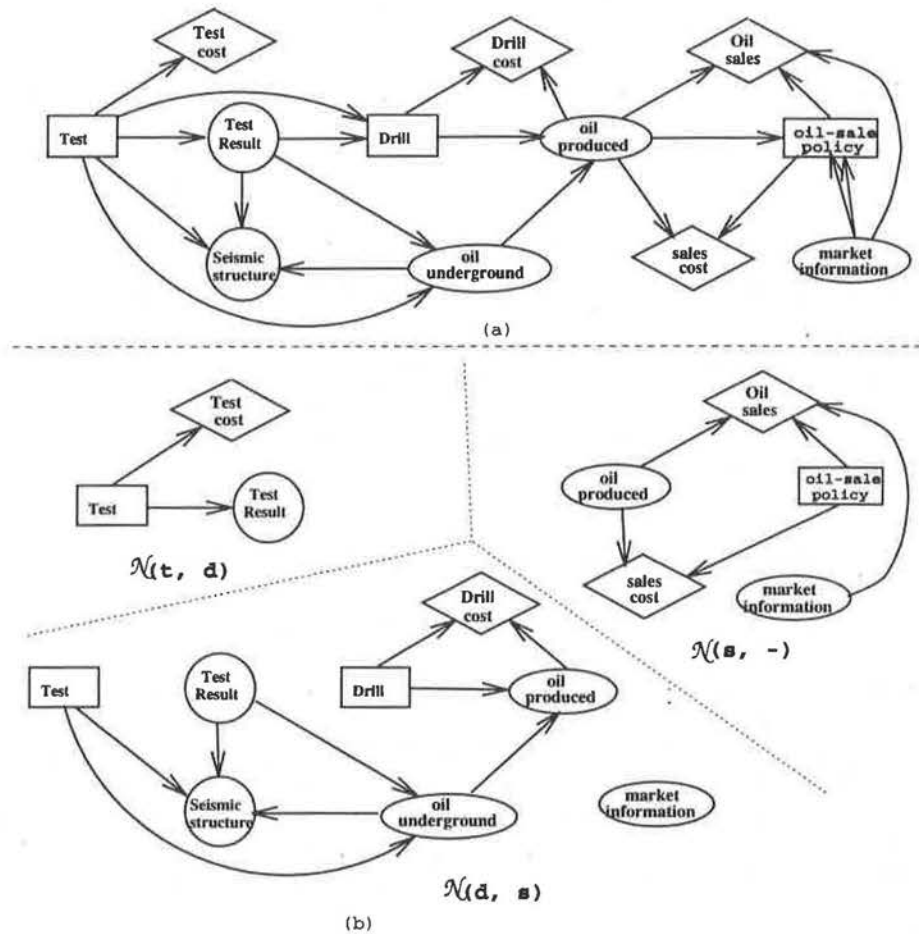 Test
cost
Drill
cost
Oil
sales
Test
Test
Result
Drill
oil
produced
oil-sale
policy
Seismic
structure
oil
underground
sales
cost
market
information
(a)
Test
cost
Test
Test
Result
N(t, d)
Oil
sales
oil
produced
oil-sale
policy
sales
cost
market
information
N(s, -)
Drill
cost
Test
Test
Result
Drill
oil
produced
Seismic
structure
oil
underground
market
information
N(d, s)
(b)